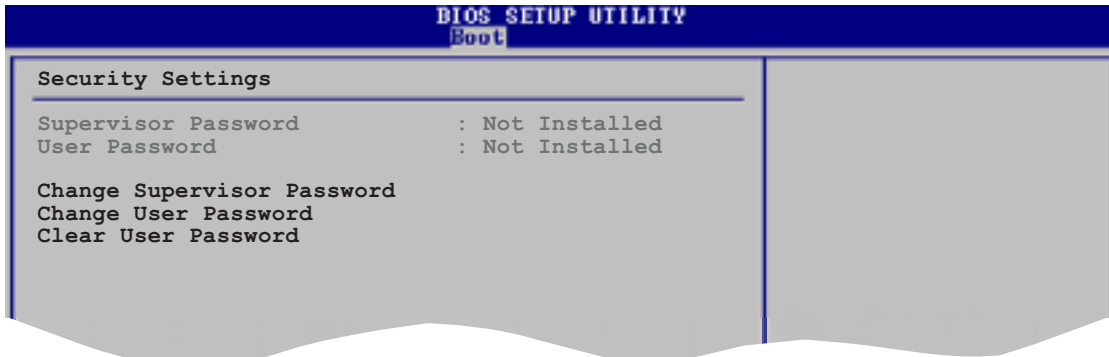 BIOS SETUP UTILITY
Boot
Security Settings
Supervisor Password : Not Installed
User Password : Not Installed
Change Supervisor Password
Change User Password
Clear User Password